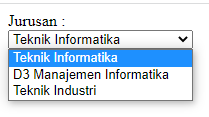 Jurusan :
Teknik Informatika
Teknik Informatika
D3 Manajemen Informatika
Teknik Industri